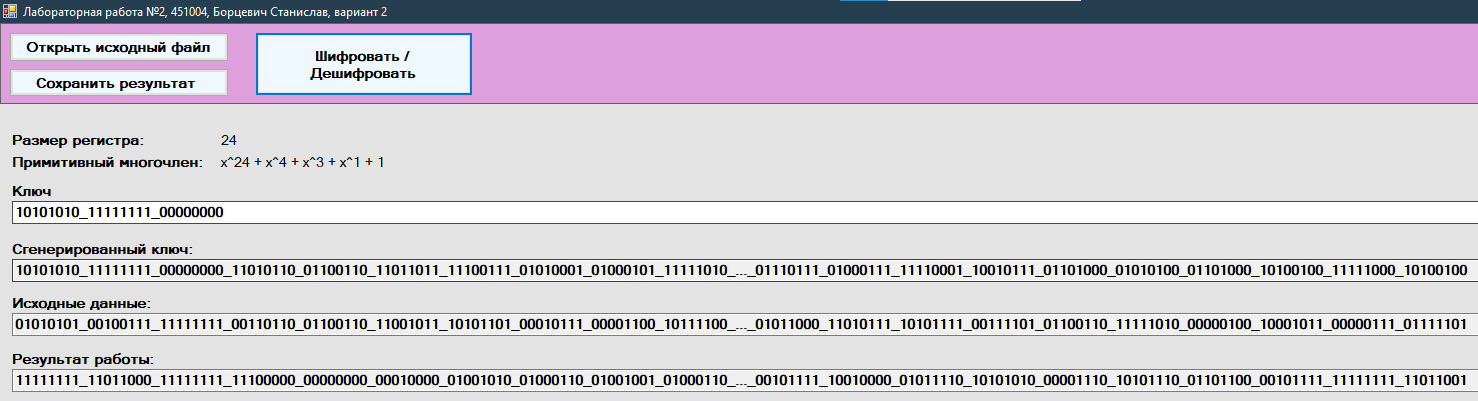 Лабораторная работа №2, 451004, Борцевич Станислав, вариант 2
Открыть исходный файл
Сохранить результат
Шифровать /
Дешифровать
Размер регистра: 24
Примитивный многочлен: x^24 + x^4 + x^3 + x^1 + 1
Ключ
10101010_11111111_00000000
Сгенерированный ключ:
10101010_11111111_00000000_11010110_01100110_11011011_11100111_01010001_01000101_11111010_..._01110111_01000111_11110001_10010111_01101000_01010100_01101000_10100100_11111000_10100100
Исходные данные:
01010101_00100111_11111111_00110110_01100110_11001011_10101101_00010111_00001100_10111100_..._01011000_11010111_10101111_00111101_01100110_11111010_00000100_10001011_00000111_01111101
Результат работы:
11111111_11011000_11111111_11100000_00000000_00010000_01001010_01000110_01001001_01000110_..._00101111_10010000_01011110_10101010_00001110_10101110_01101100_00101111_11111111_11011001